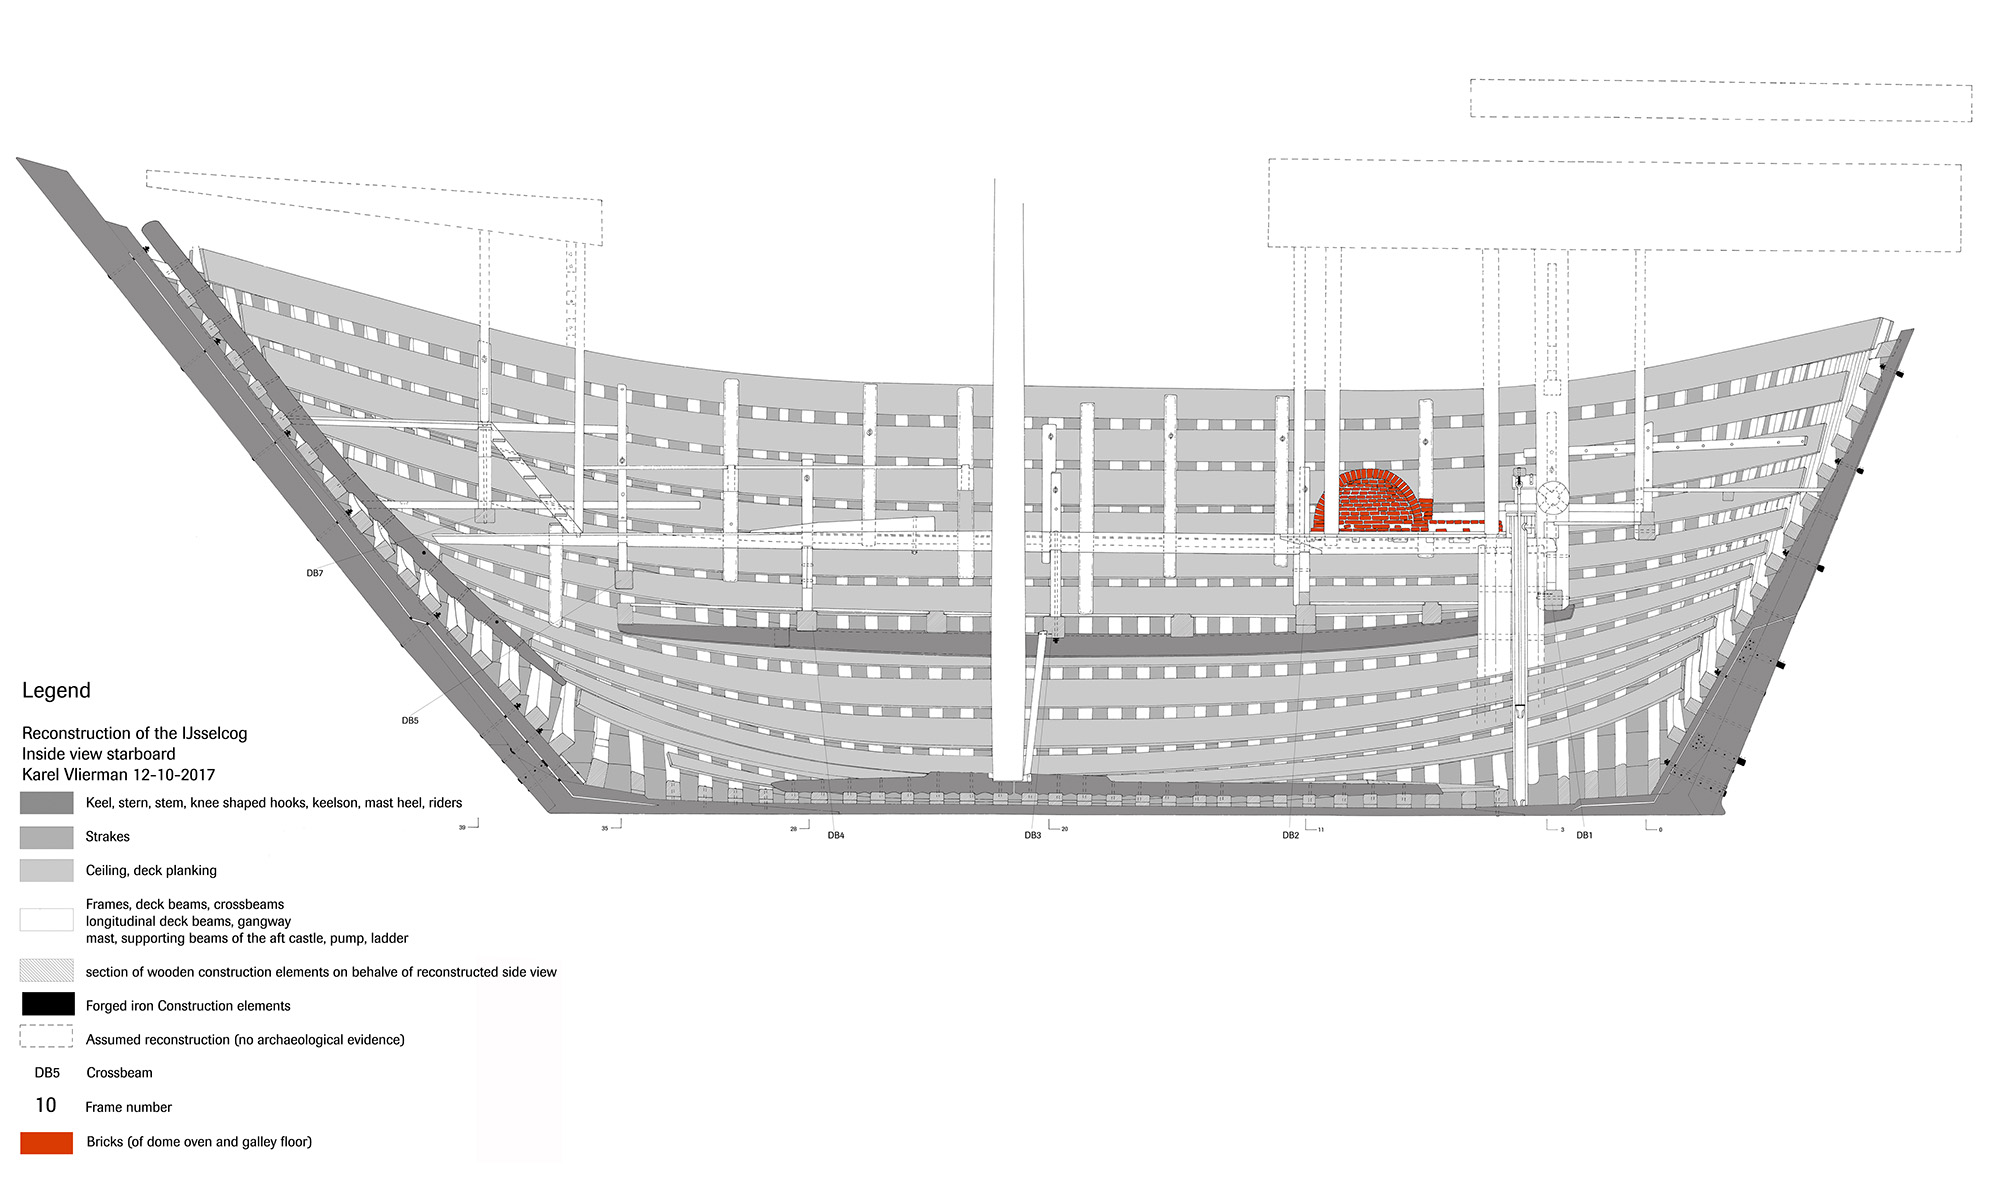 DB7
DB5
39
35
28
DB4
DB3
20
DB2
11
3
DB1
0
Legend
Reconstruction of the IJsselcog
Inside view starboard
Karel Vlierman 12-10-2017
Keel, stern, stem, knee shaped hooks, keelson, mast heel, riders
Strakes
Ceiling, deck planking
Frames, deck beams, crossbeams
longitudinal deck beams, gangway
mast, supporting beams of the aft castle, pump, ladder
section of wooden construction elements on behalve of reconstructed side view
Forged iron Construction elements
Assumed reconstruction (no archaeological evidence)
DB5 Crossbeam
10 Frame number
Bricks (of dome oven and galley floor)